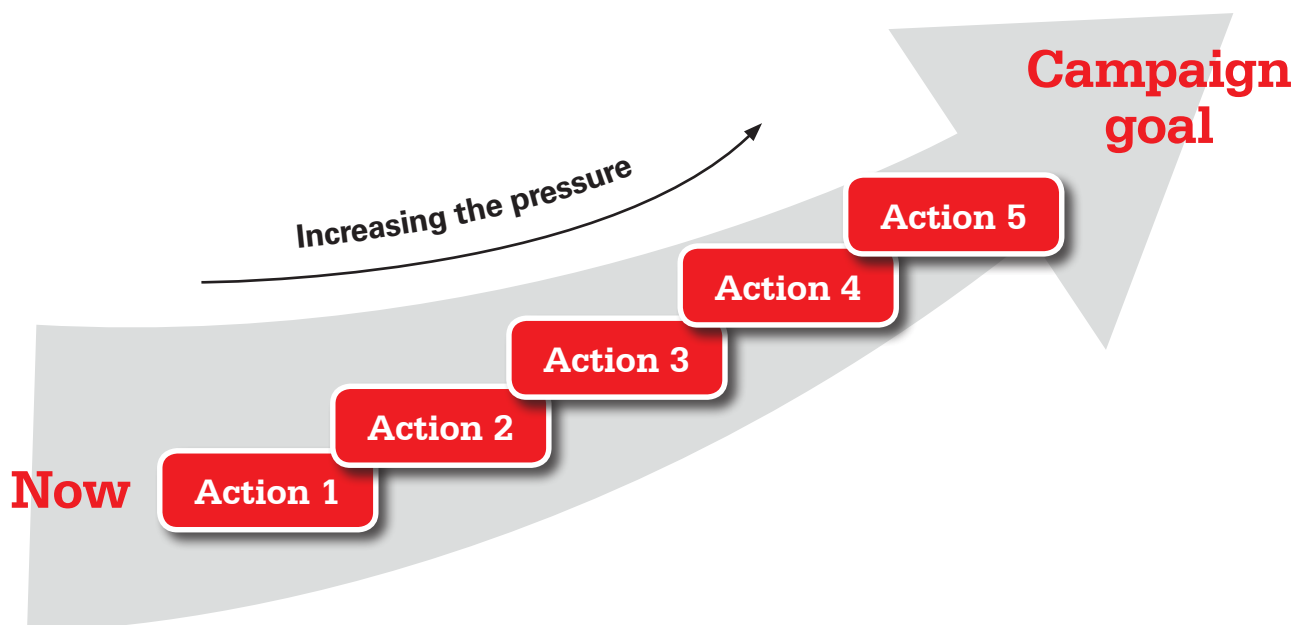 Campaign
goal
Increasing the pressure
Action 5
Action 4
Action 3
Action 2
Now
Action 1